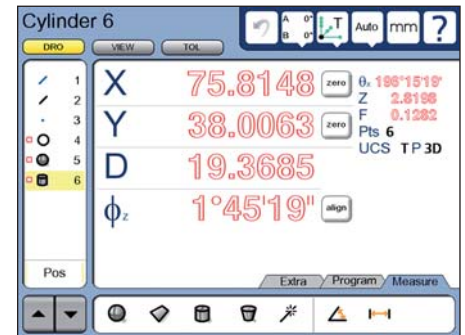 Cylinder 6
A 0°
B 0°
T
Auto
mm
?
DRO
VIEW
TOL
1
2
3
4
5
6
Pos
X 75.8148 zero
Y 38.0063 zero
D 19.3685
ϕz 1°45'19" align
θx 196°15'19"
Z 2.8198
F 0.1282
Pts 6
UCS T P 3D
Extra
Program
Measure